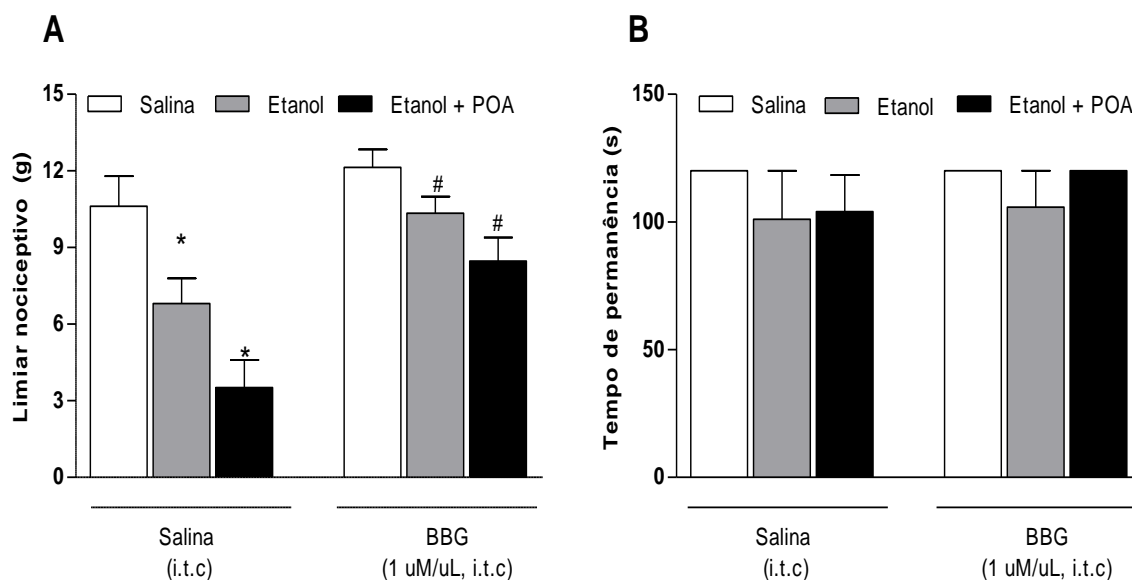 A
Limiar nociceptivo (g)
15
12
9
6
3
0
Salina
Etanol
Etanol + POA
*
*
#
#
Salina
(i.t.c)
BBG
(1 uM/uL, i.t.c)
B
Tempo de permanência (s)
150
100
50
0
Salina
Etanol
Etanol + POA
Salina
(i.t.c)
BBG
(1 uM/uL, i.t.c)